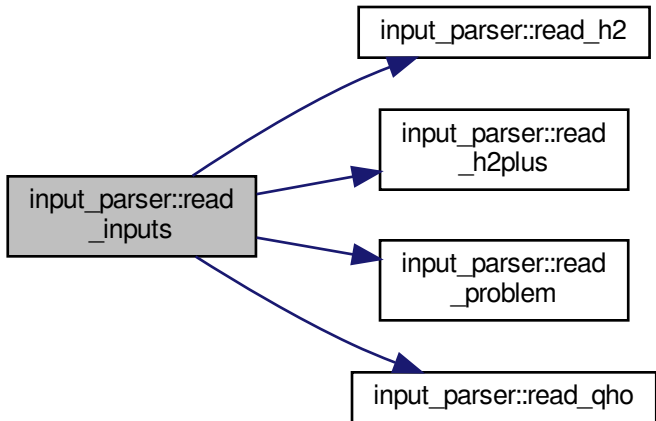 input_parser::read_h2
input_parser::read
_h2plus
input_parser::read
_inputs
input_parser::read
_problem
input_parser::read_qho